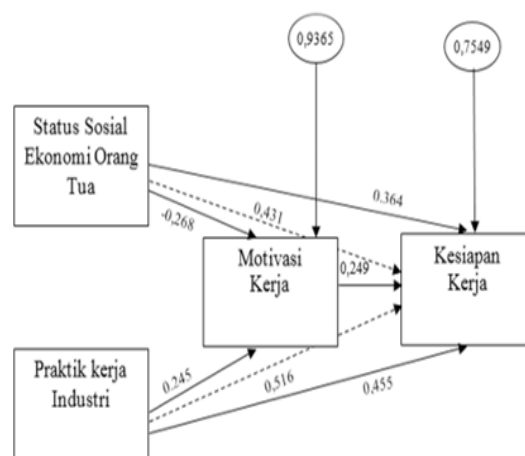 0,9365
0,7549
Status Sosial
Ekonomi Orang
Tua
0.364
0,431
-0,268
Motivasi
Kerja
0,249
Kesiapan
Kerja
Praktik kerja
Industri
0.245
0,516
0,455